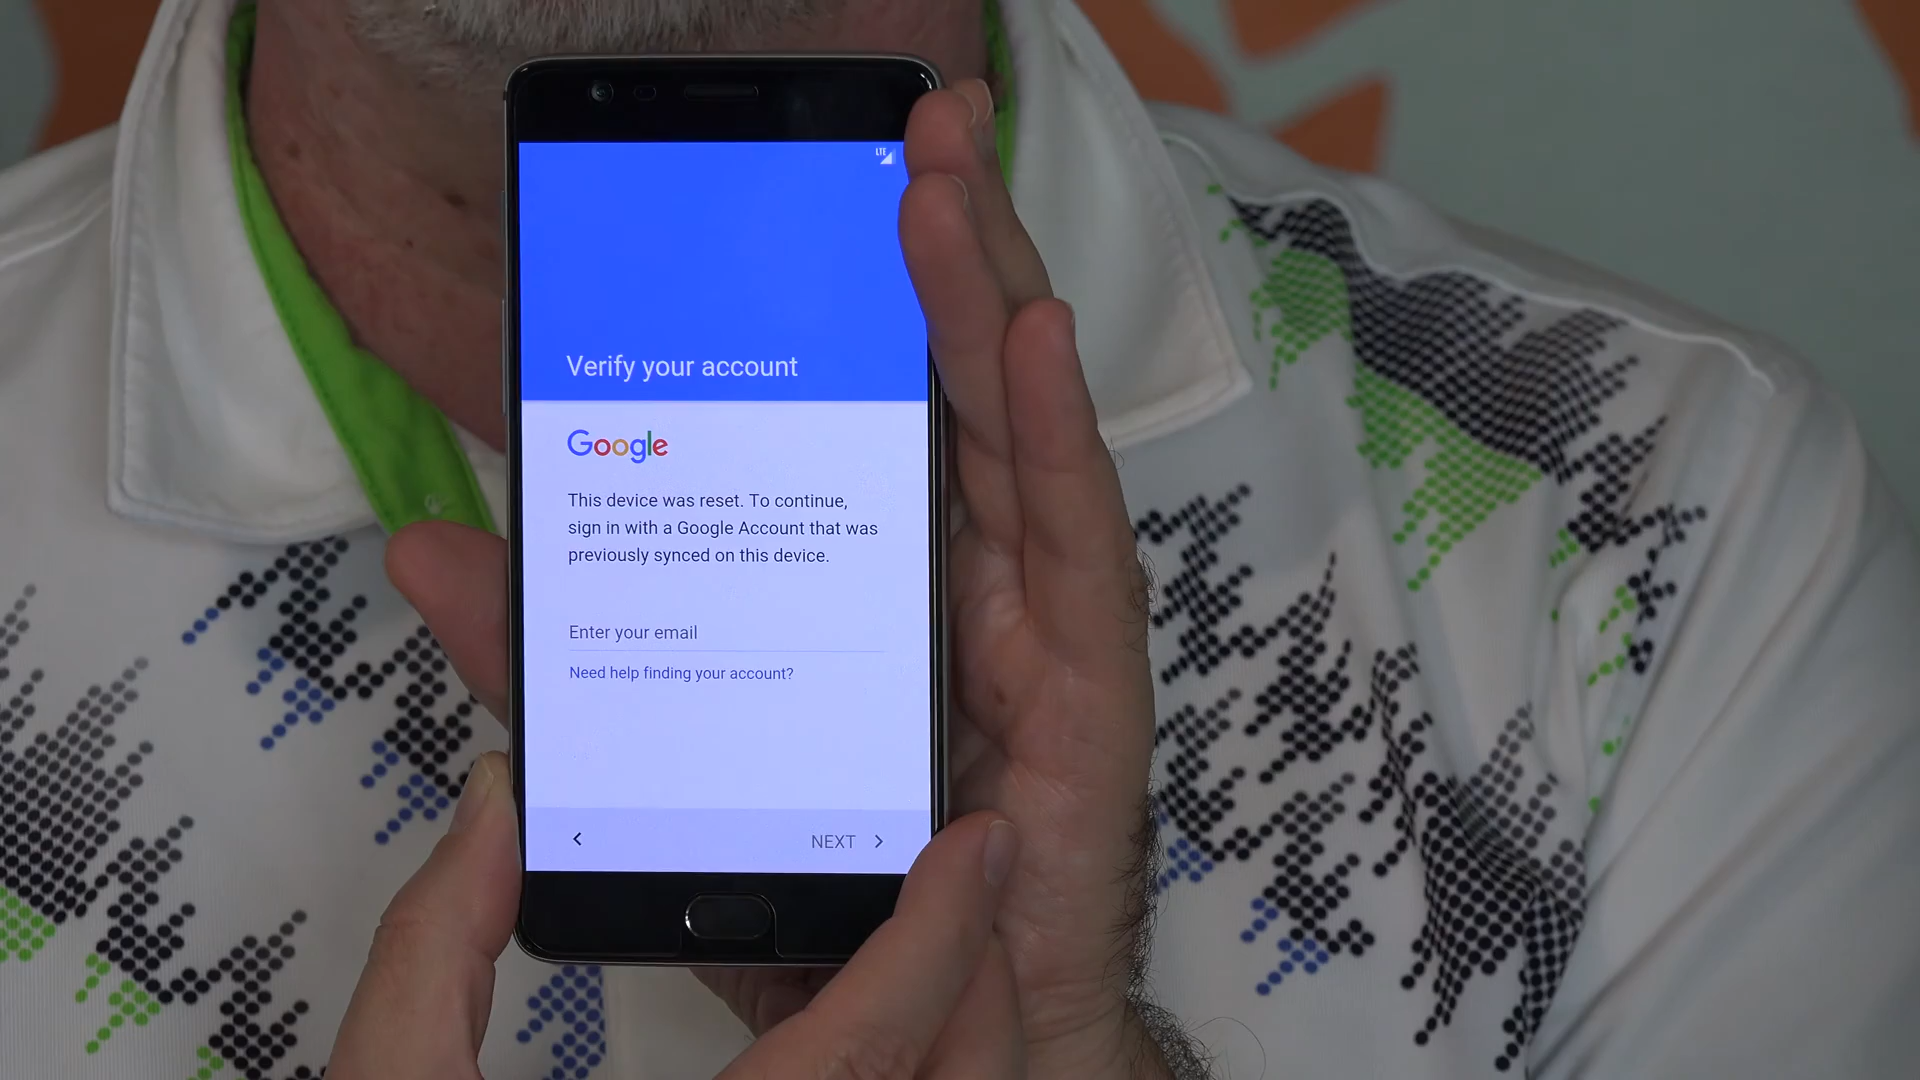 LTE
Verify your account
Google
This device was reset. To continue,
sign in with a Google Account that was
previously synced on this device.
Enter your email
Need help finding your account?
NEXT